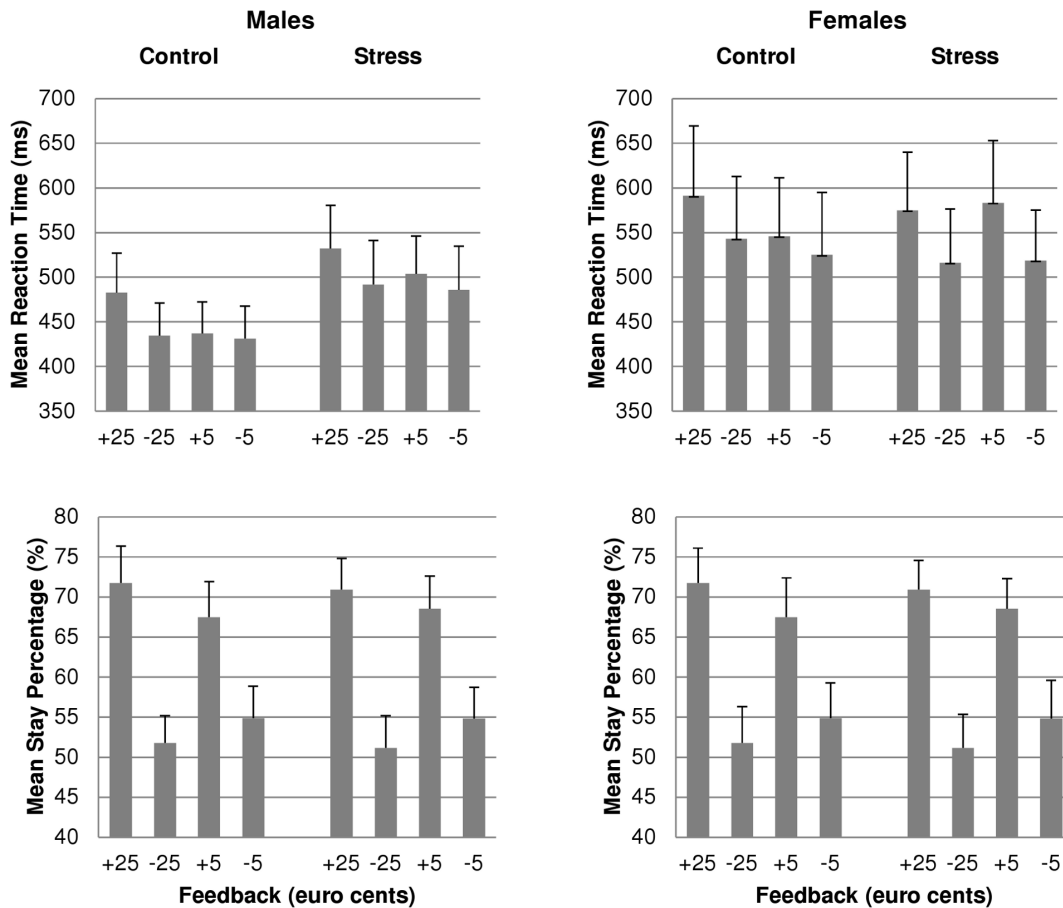 Males
Females
Control Stress
Control Stress
Mean Reaction Time (ms)
700
650
600
550
500
450
400
350
+25 -25 +5 -5 +25 -25 +5 -5
Mean Reaction Time (ms)
700
650
600
550
500
450
400
350
+25 -25 +5 -5 +25 -25 +5 -5
Mean Stay Percentage (%)
80
75
70
65
60
55
50
45
40
+25 -25 +5 -5 +25 -25 +5 -5
Feedback (euro cents)
Mean Stay Percentage (%)
80
75
70
65
60
55
50
45
40
+25 -25 +5 -5 +25 -25 +5 -5
Feedback (euro cents)